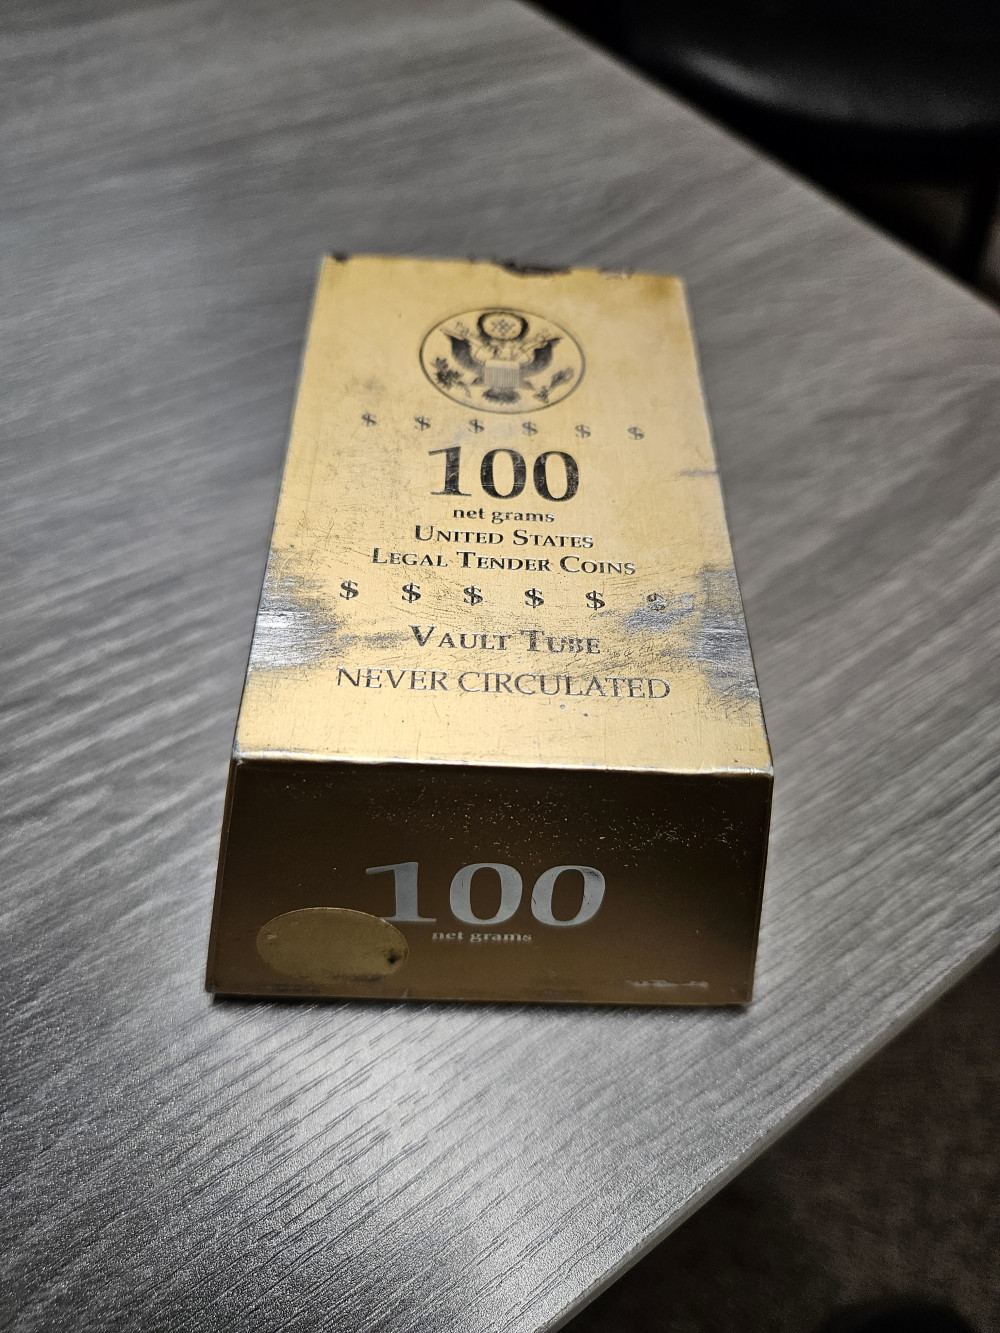 $ $ $ $ $ $
100
net grams
UNITED STATES
LEGAL TENDER COINS
$ $ $ $ $ $
VAULT TUBE
NEVER CIRCULATED
100
net grams